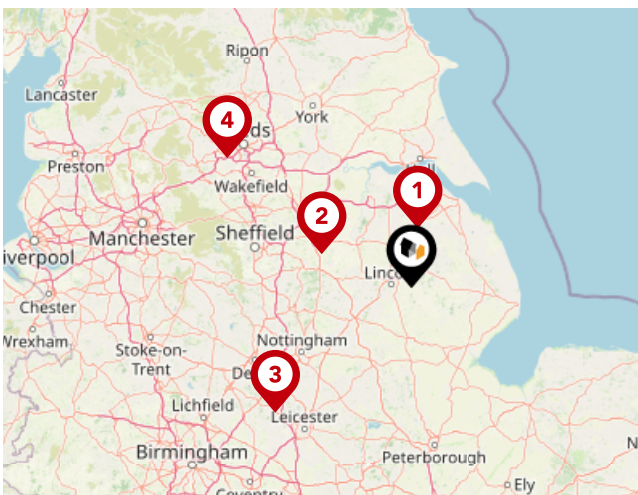 Ripon
Lancaster
4
ds
York
Preston
Wakefield
1
2
Manchester
Sheffield
iverpool
Linco
Chester
Wrexham
Nottingham
Stoke-on-
Trent
De
3
Lichfield
Leicester
Birmingham
Peterborough
N
Coventry
Ely